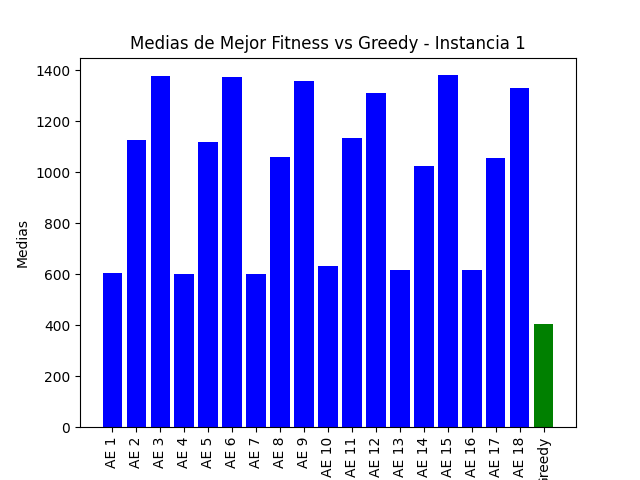 Medias de Mejor Fitness vs Greedy - Instancia 1
Medias
1400
1200
1000
800
600
400
200
0
AE 1
AE 2
AE 3
AE 4
AE 5
AE 6
AE 7
AE 8
AE 9
AE 10
AE 11
AE 12
AE 13
AE 14
AE 15
AE 16
AE 17
AE 18
Greedy